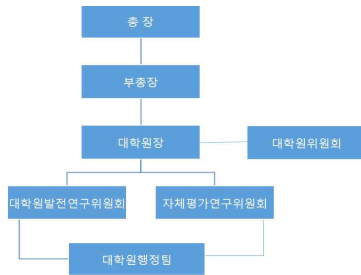 총 장
부총장
대학원장
대학원위원회
대학원발전연구위원회
자체평가연구위원회
대학원행정팀